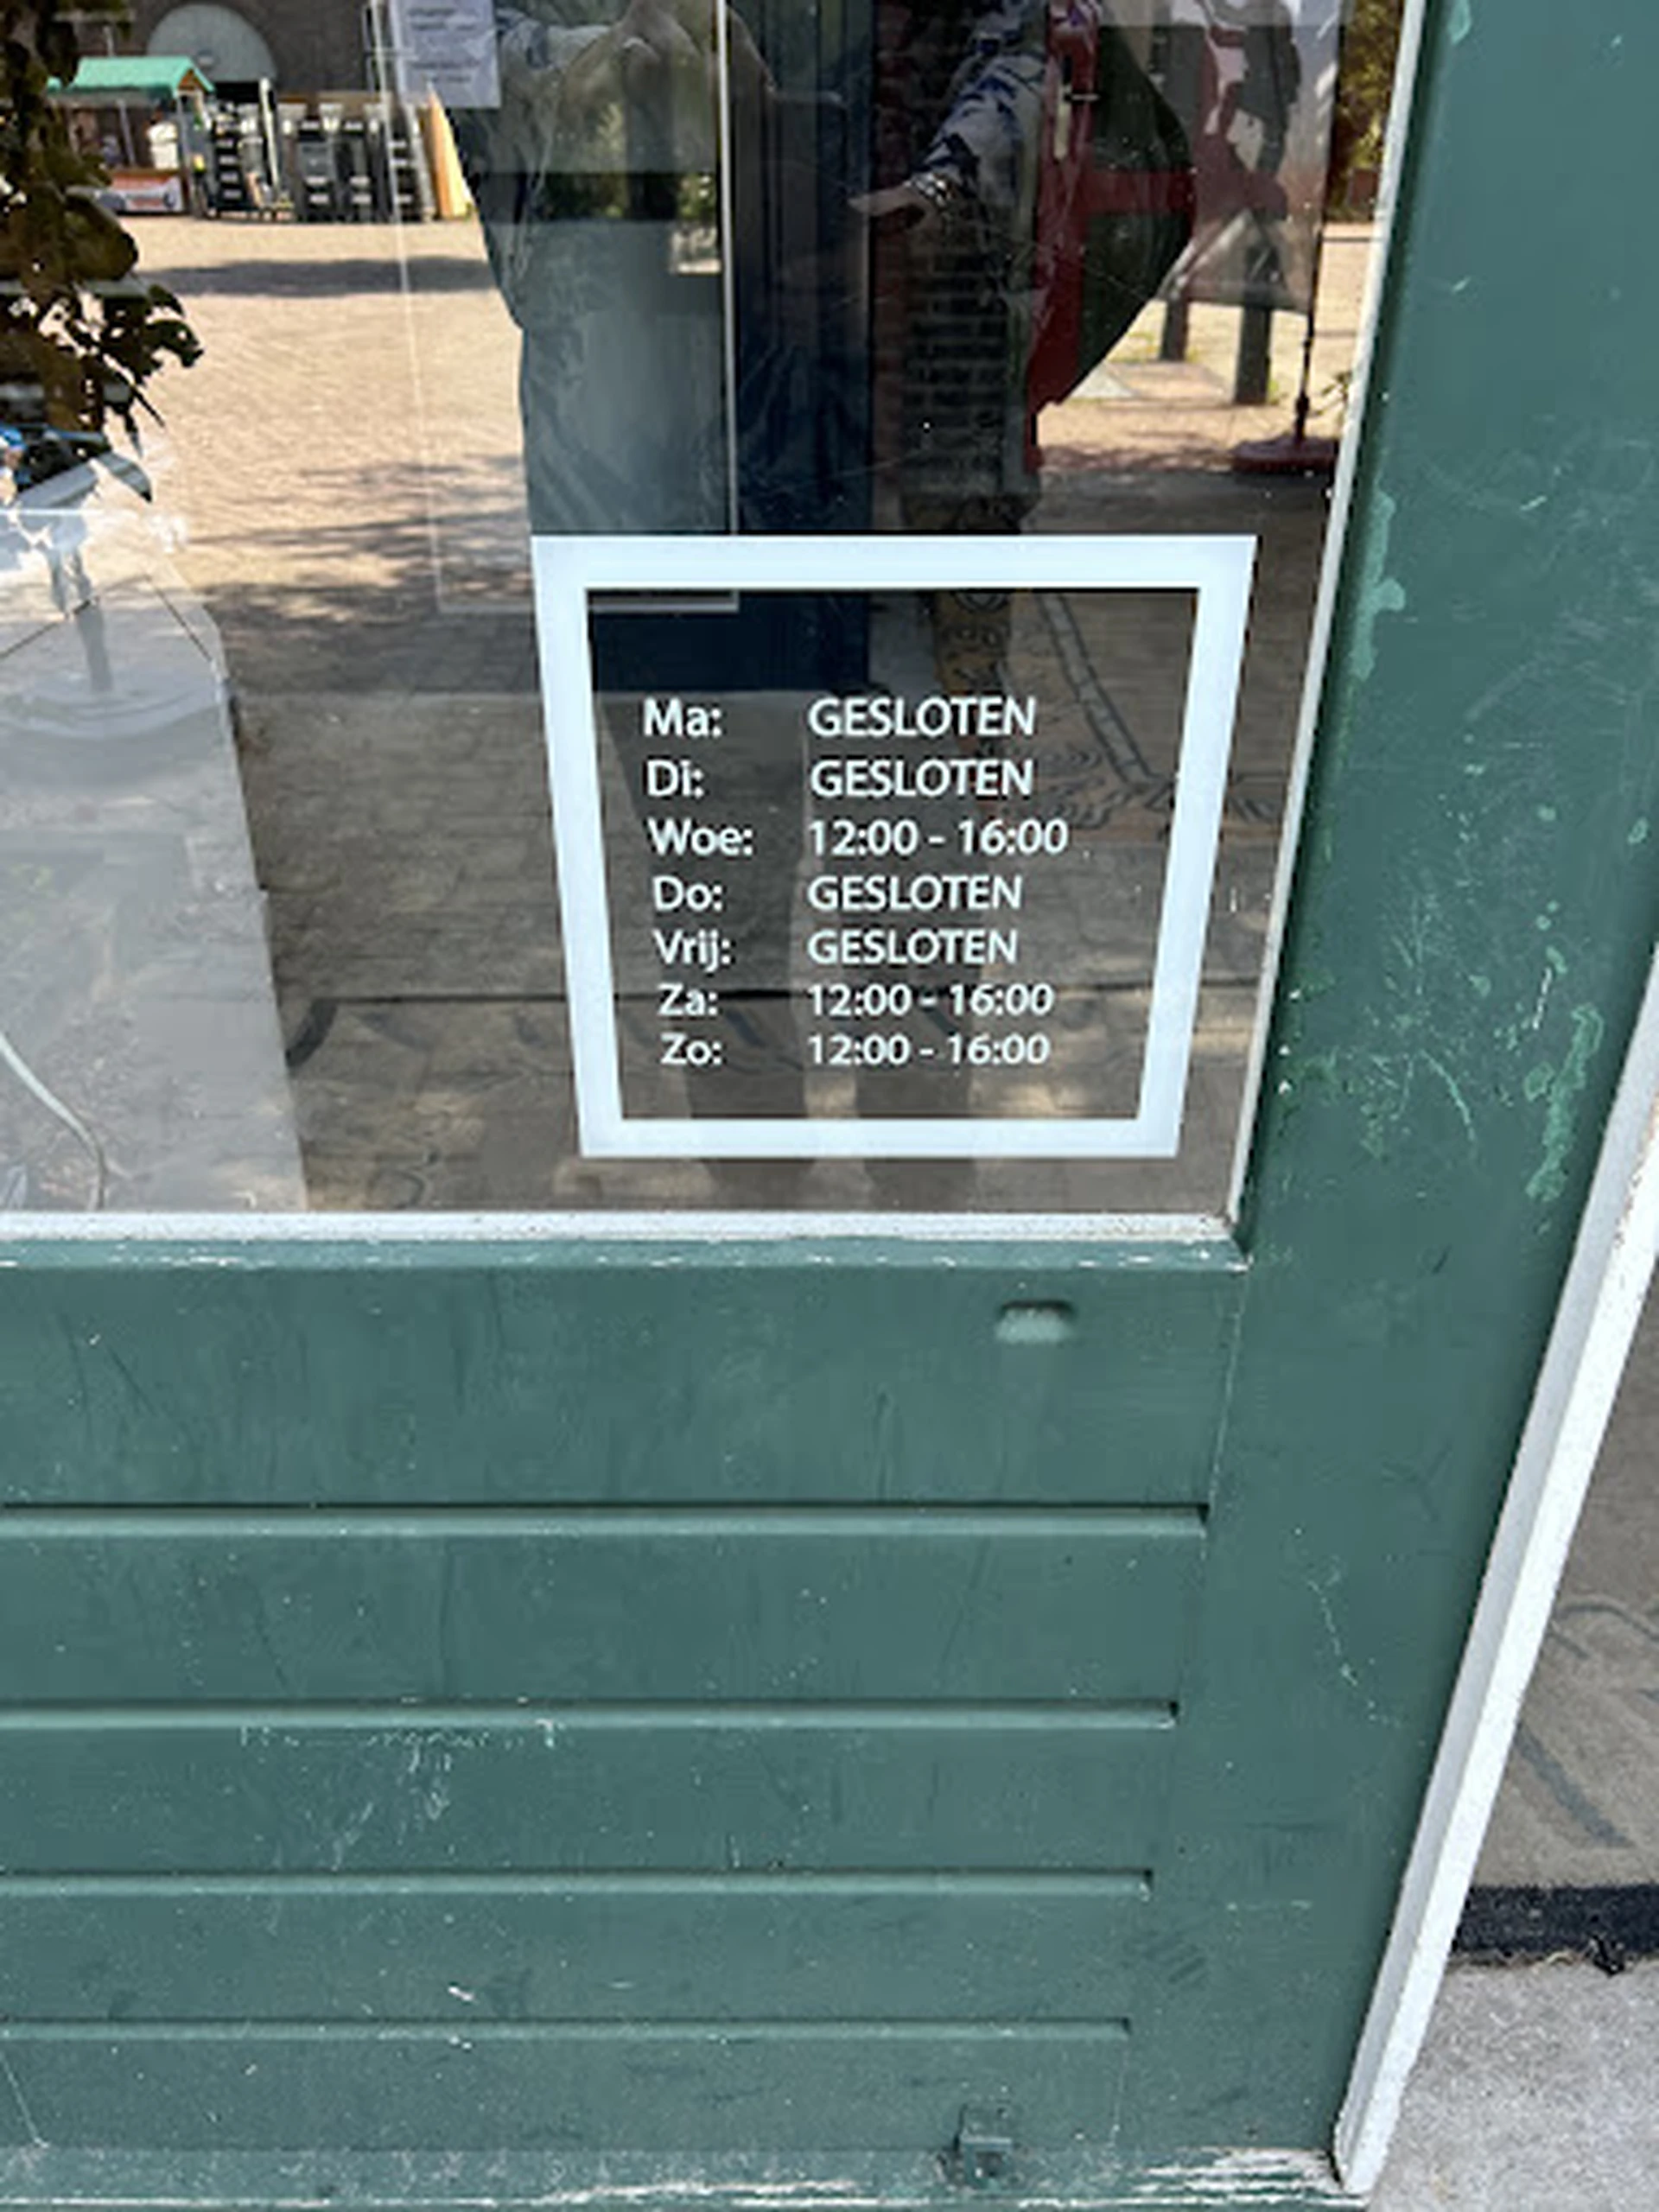 Ma: GESLOTEN
Di: GESLOTEN
Woe: 12:00 - 16:00
Do: GESLOTEN
Vrij: GESLOTEN
Za: 12:00 - 16:00
Zo: 12:00 - 16:00